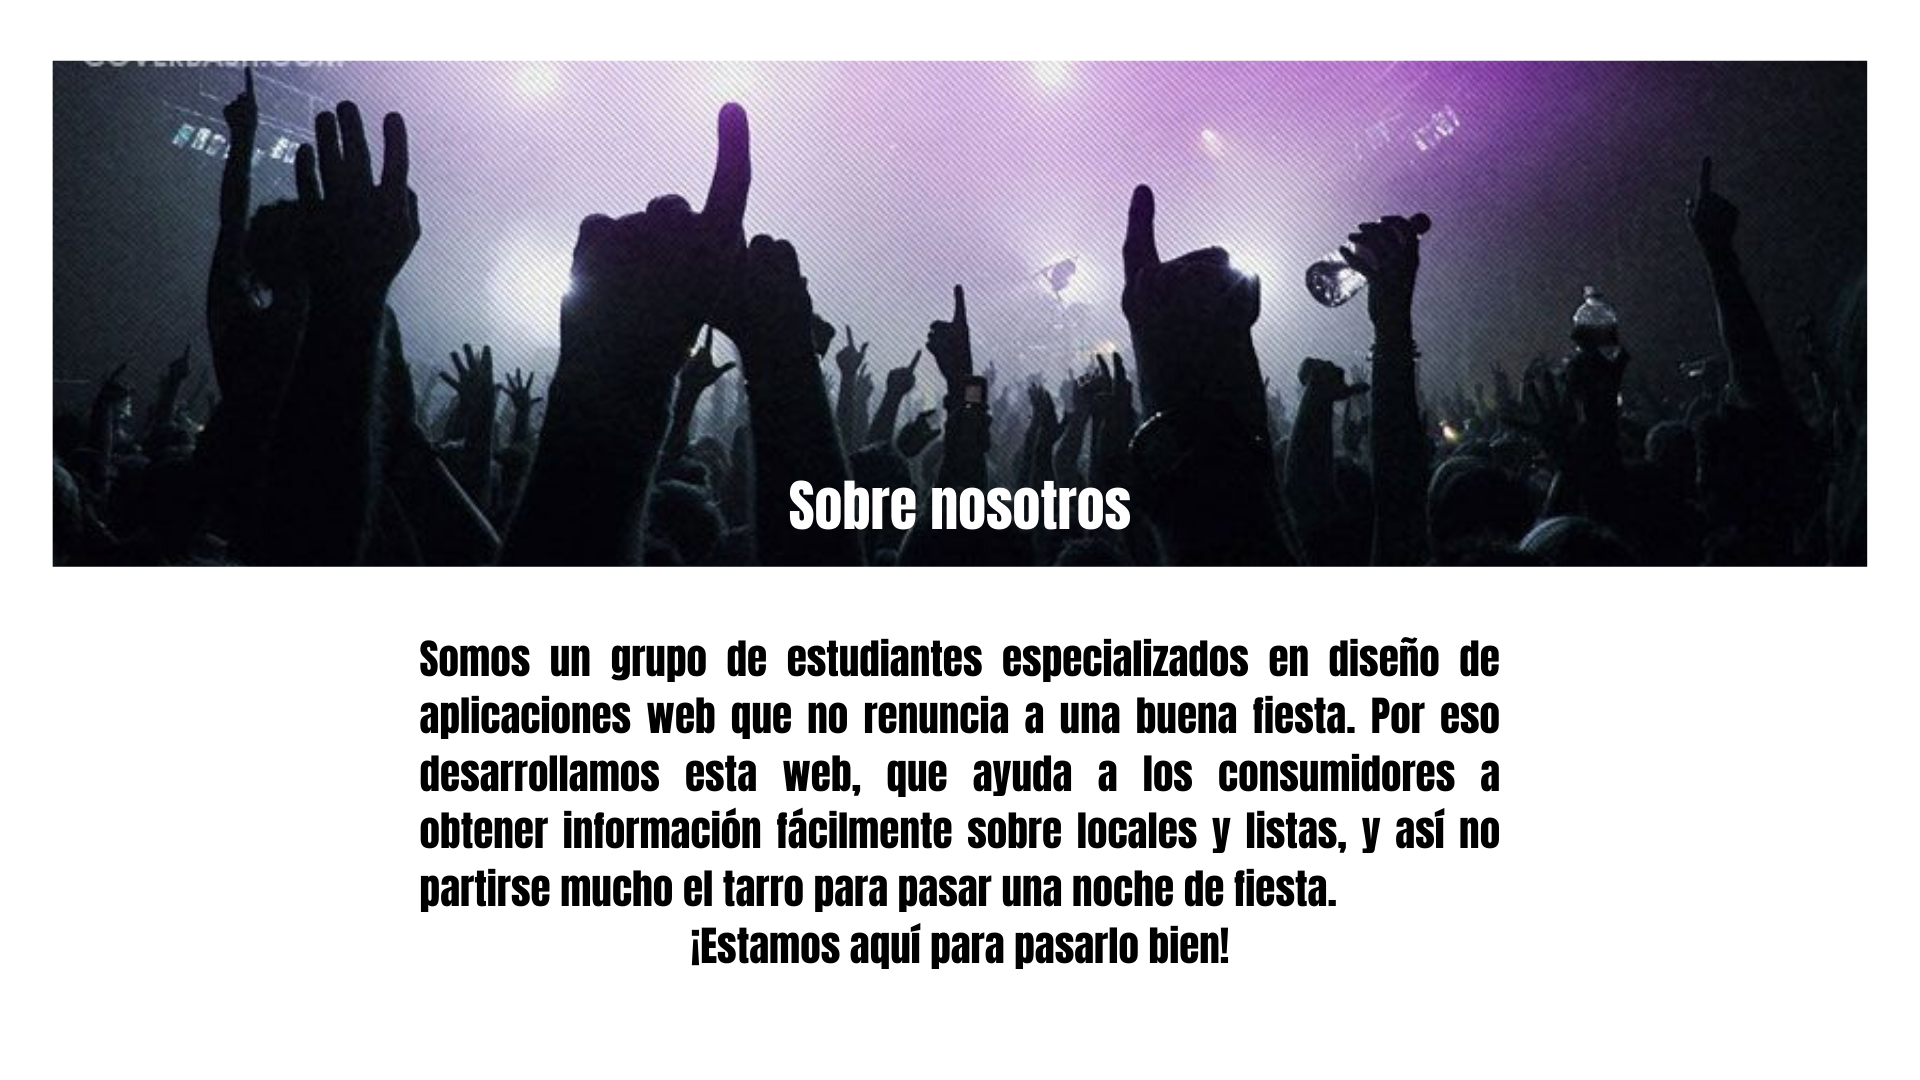 Sobre nosotros
Somos un grupo de estudiantes especializados en diseño de
aplicaciones web que no renuncia a una buena fiesta. Por eso
desarrollamos esta web, que ayuda a los consumidores a
obtener información fácilmente sobre locales y listas, y así no
partirse mucho el tarro para pasar una noche de fiesta.
¡Estamos aquí para pasarlo bien!